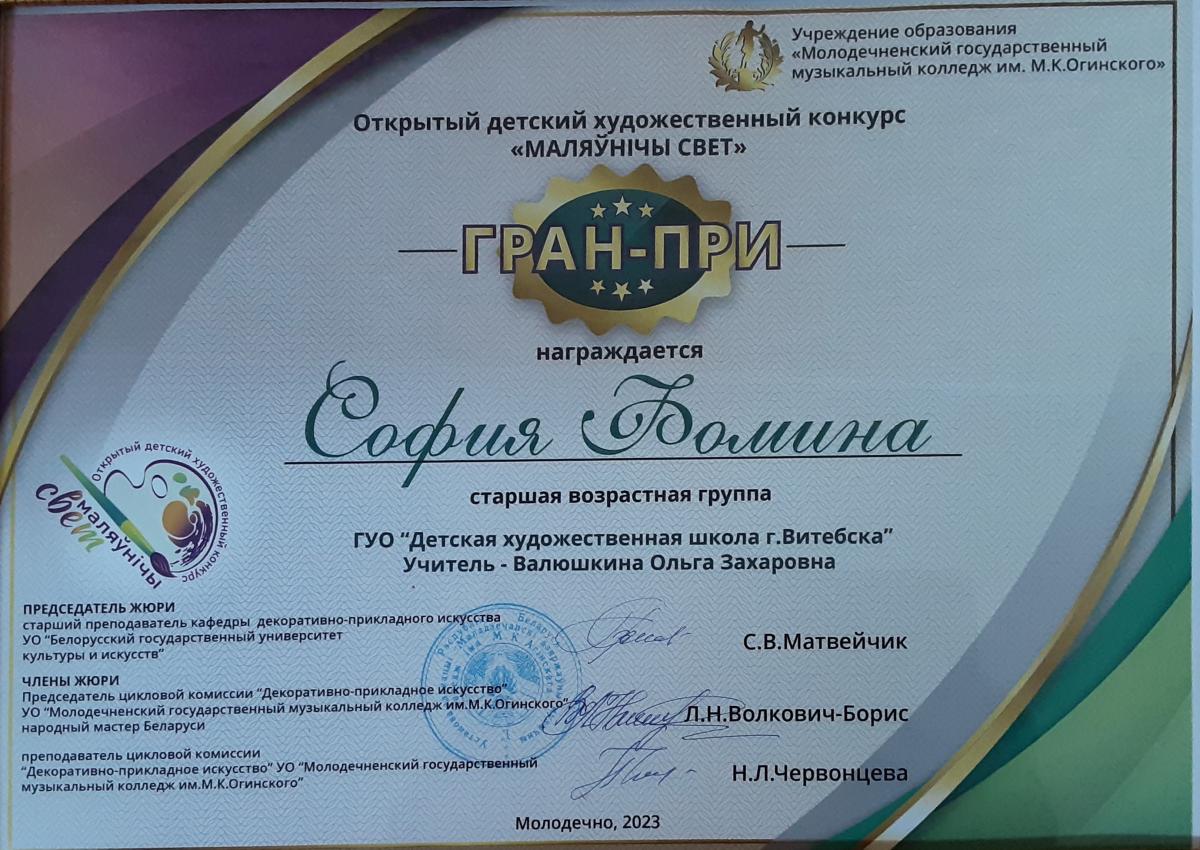 Учреждение образования
«Молодечненский государственный
музыкальный колледж им. М.К.Огинского»
Открытый детский художественный конкурс
«МАЛЯЎНІЧЫ СВЕТ»
ГРАН-ПРИ
награждается
София Бомина
старшая возрастная группа
ГУО “Детская художественная школа г.Витебска”
Учитель - Валюшкина Ольга Захаровна
Открытый детский художественный конкурс
маляўнічы
свет
ПРЕДСЕДАТЕЛЬ ЖЮРИ
старший преподаватель кафедры декоративно-прикладного искусства
УО “Белорусский государственный университет
культуры и искусств”
С.В.Матвейчик
ЧЛЕНЫ ЖЮРИ
Председатель цикловой комиссии “Декоративно-прикладное искусство”
УО “Молодечненский государственный музыкальный колледж им.М.К.Огинского”
народный мастер Беларуси
Л.Н.Волкович-Борис
преподаватель цикловой комиссии
“Декоративно-прикладное искусство” УО “Молодечненский государственный
музыкальный колледж им.М.К.Огинского”
Н.Л.Червонцева
Молодечно, 2023